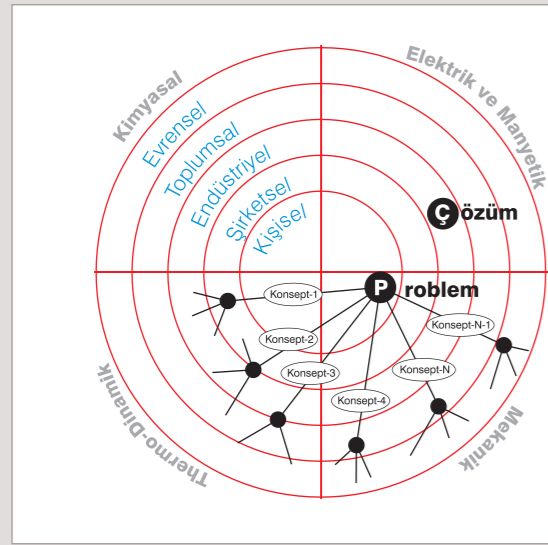 Kimyasal
Elektrik ve Manyetik
Evrensel
Toplumsal
Endüstriyel
Şirketsel
Kişisel
Çözüm
Problem
Konsept-1
Konsept-2
Konsept-3
Konsept-4
Konsept-N
Konsept-N-1
Thermo-Dinamik
Mekanik